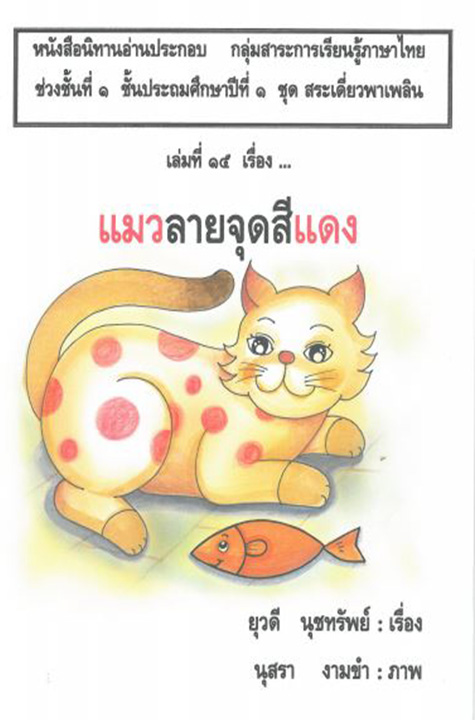 หนังสือนิทานอ่านประกอบ กลุ่มสาระการเรียนรู้ภาษาไทย
ช่วงชั้นที่ ๑ ชั้นประถมศึกษาปีที่ ๑ ชุด สระเดี่ยวพาเพลิน
เล่มที่ ๑๕ เรื่อง ...
แมวลายจุดสีแดง
ยุวดี นุชทรัพย์ : เรื่อง
นุสรา งามขำ : ภาพ